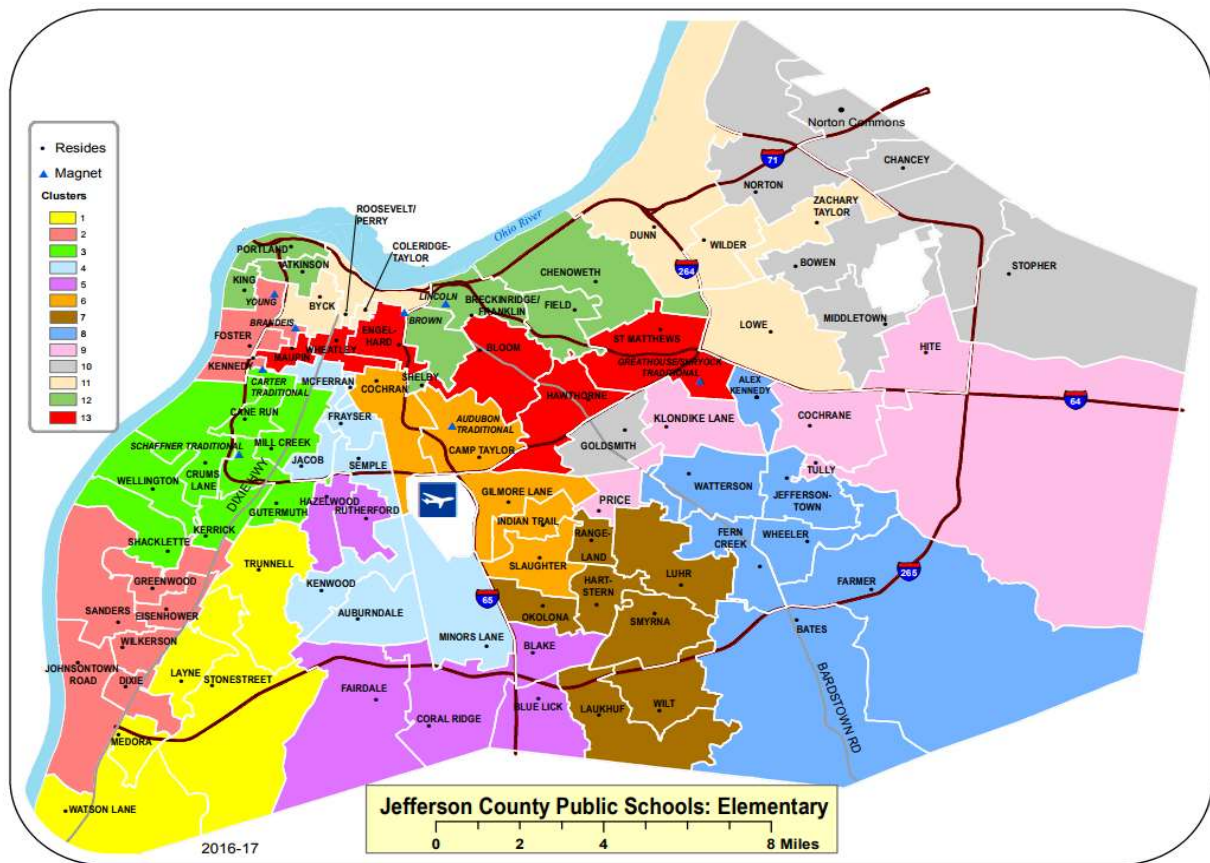 Resides
Magnet
Clusters
1
2
3
4
5
6
7
8
9
10
11
12
13
ROOSEVELT/
PERRY
COLERIDGE-
TAYLOR
Ohio River
Norton Commons
71
CHANCEY
NORTON
ZACHARY
TAYLOR
DUNN
WILDER
264
BOWEN
STOPHER
MIDDLETOWN
LOWE
HITE
PORTLAND
ATKINSON
KING
YOUNG
BYCK
BRANDEIS
LINCOLN
BROWN
BRECKINRIDGE/
FRANKLIN
CHENOWETH
FIELD
FOSTER
MAUPIN
WHEATLEY
ENGEL-
HARD
BLOOM
ST MATTHEWS
KENNEDY
CARTER
TRADITIONAL
MCFERRAN
COCHRAN
SHELBY
HAWTHORNE
ALEX
KENNEDY
64
CANE RUN
FRAYSER
AUDUBON
TRADITIONAL
KLONDIKE LANE
COCHRANE
SCHAFFNER TRADITIONAL
MILL CREEK
CAMP TAYLOR
GOLDSMITH
JACOB
SEMPLE
TULLY
WELLINGTON
CRUMS
LANE
DIXIE HWY
HAZELWOOD
GILMORE LANE
PRICE
WATTERSON
JEFFERSON-
TOWN
GUTERMUTH
RUTHERFORD
INDIAN TRAIL
KERRICK
RANGE-
LAND
FERN
CREEK
WHEELER
SHACKLETTE
TRUNNELL
SLAUGHTER
265
GREENWOOD
KENWOOD
HART-
STERN
LUHR
FARMER
SANDERS
EISENHOWER
AUBURNDALE
65
OKOLONA
SMYRNA
BATES
WILKERSON
MINORS LANE
BLAKE
JOHNSONTOWN
ROAD
DIXIE
LAYNE
STONESTREET
FAIRDALE
BLUE LICK
LAUKHUF
WILT
BARDSTOWN RD
CORAL RIDGE
MEDORA
WATSON LANE
2016-17
Jefferson County Public Schools: Elementary
0 2 4 8 Miles